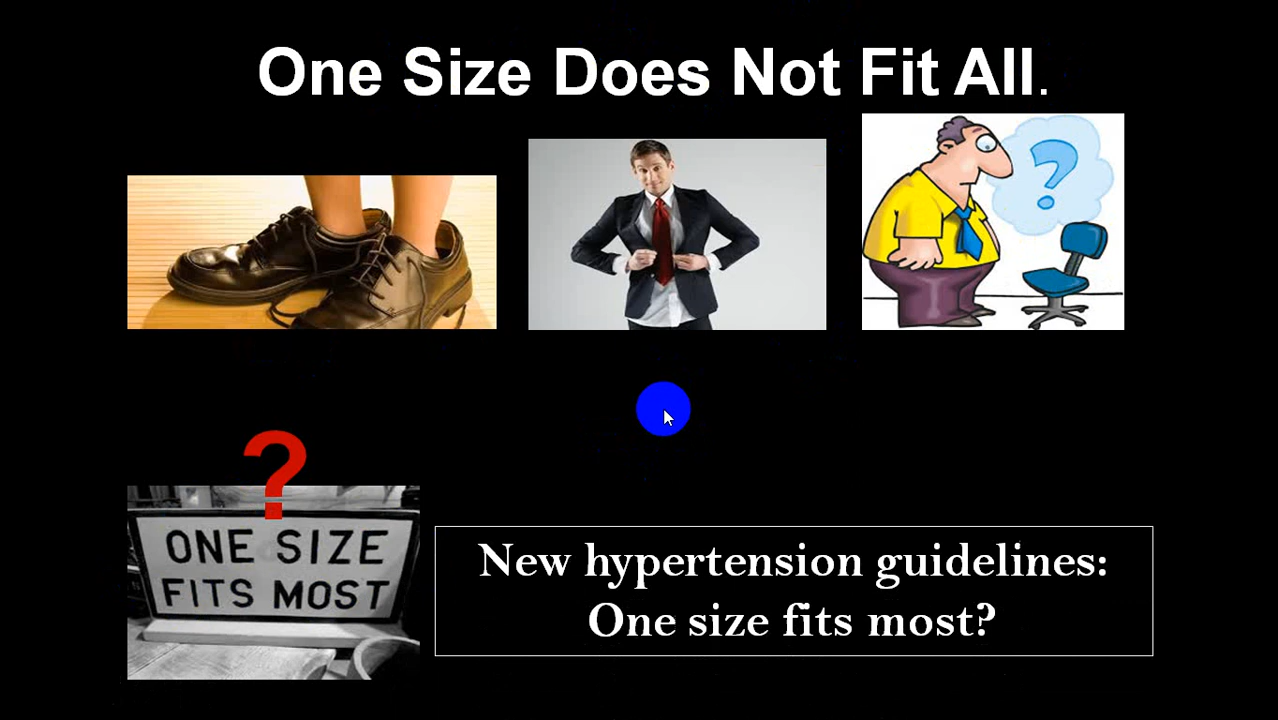 One Size Does Not Fit All.
?
?
ONE SIZE
FITS MOST
New hypertension guidelines:
One size fits most?